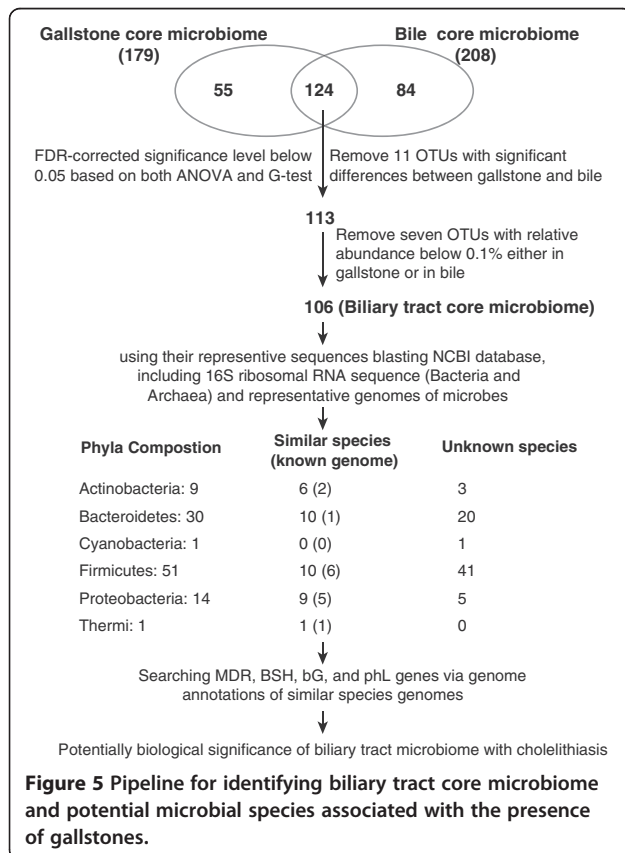 Gallstone core microbiome
(179)
Bile core microbiome
(208)
55
124
84
FDR-corrected significance level below
0.05 based on both ANOVA and G-test
Remove 11 OTUs with significant
differences between gallstone and bile
113
Remove seven OTUs with relative
abundance below 0.1% either in
gallstone or in bile
106 (Biliary tract core microbiome)
using their representive sequences blasting NCBI database,
including 16S ribosomal RNA sequence (Bacteria and
Archaea) and representative genomes of microbes
Phyla Compostion
Similar species
(known genome)
Unknown species
Actinobacteria: 9 6 (2) 3
Bacteroidetes: 30 10 (1) 20
Cyanobacteria: 1 0 (0) 1
Firmicutes: 51 10 (6) 41
Proteobacteria: 14 9 (5) 5
Thermi: 1 1 (1) 0
Searching MDR, BSH, bG, and phL genes via genome
annotations of similar species genomes
Potentially biological significance of biliary tract microbiome with cholelithiasis
Figure 5 Pipeline for identifying biliary tract core microbiome
and potential microbial species associated with the presence
of gallstones.